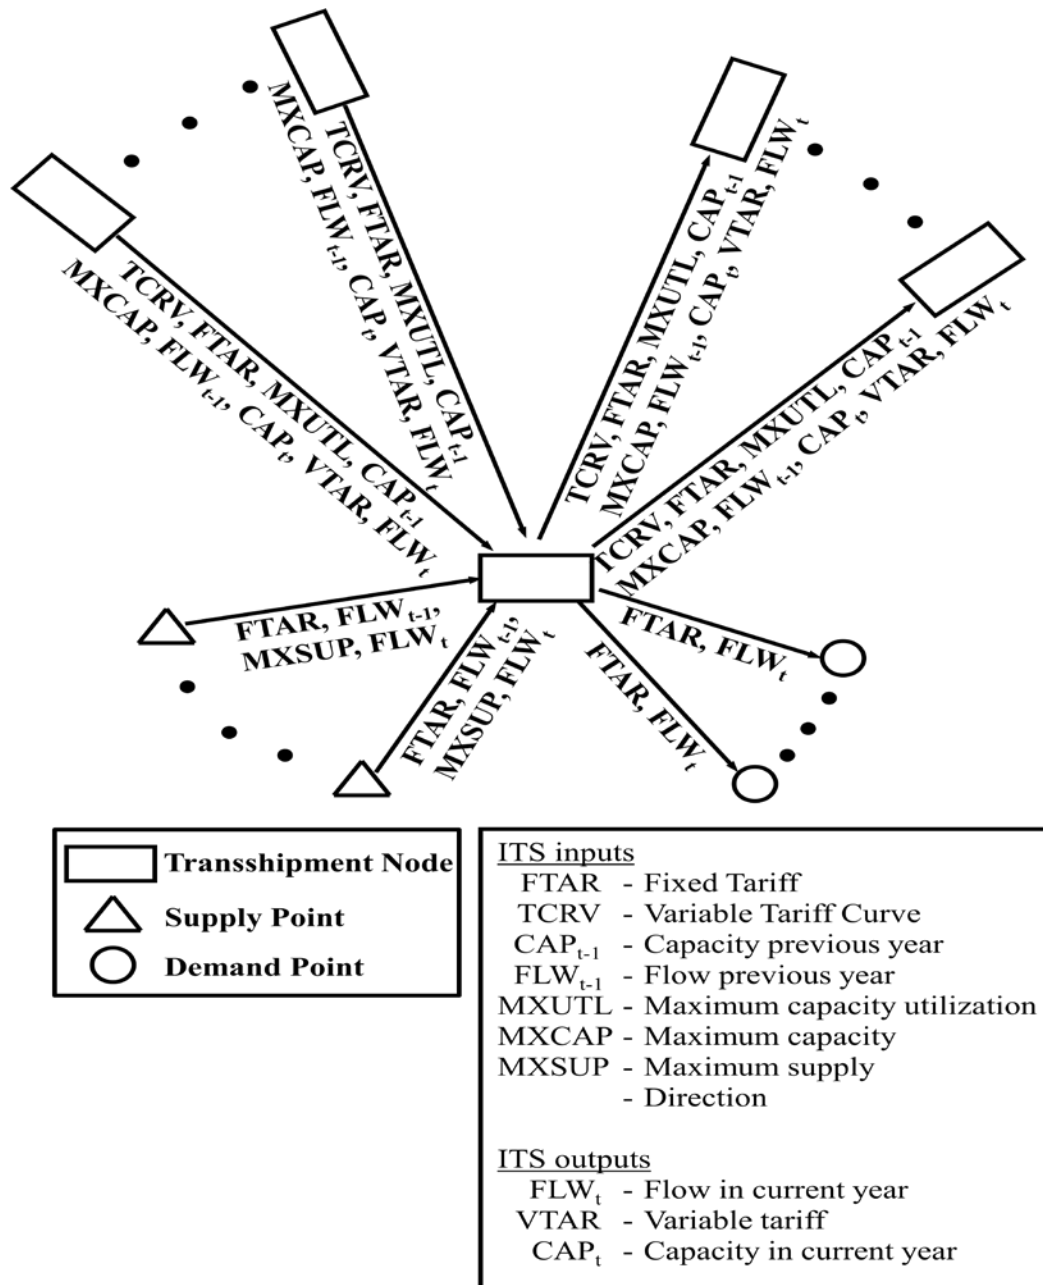 TCRV, FTAR, MXUTL, CAPt-1
MXCAP, FLWt-1, CAPt, VTAR, FLWt
TCRV, FTAR, MXUTL, CAPt-1
MXCAP, FLWt-1, CAPt, VTAR, FLWt
TCRV, FTAR, MXUTL, CAPt-1
MXCAP, FLWt-1, CAPt, VTAR, FLWt
TCRV, FTAR, MXUTL, CAPt-1
MXCAP, FLWt-1, CAPt, VTAR, FLWt
FTAR, FLWt-1,
MXSUP, FLWt
FTAR, FLWt-1,
MXSUP, FLWt
FTAR, FLWt
FTAR, FLWt
Transshipment Node
Supply Point
Demand Point
ITS inputs
FTAR - Fixed Tariff
TCRV - Variable Tariff Curve
CAPt-1 - Capacity previous year
FLWt-1 - Flow previous year
MXUTL - Maximum capacity utilization
MXCAP - Maximum capacity
MXSUP - Maximum supply
- Direction
ITS outputs
FLWt - Flow in current year
VTAR - Variable tariff
CAPt - Capacity in current year